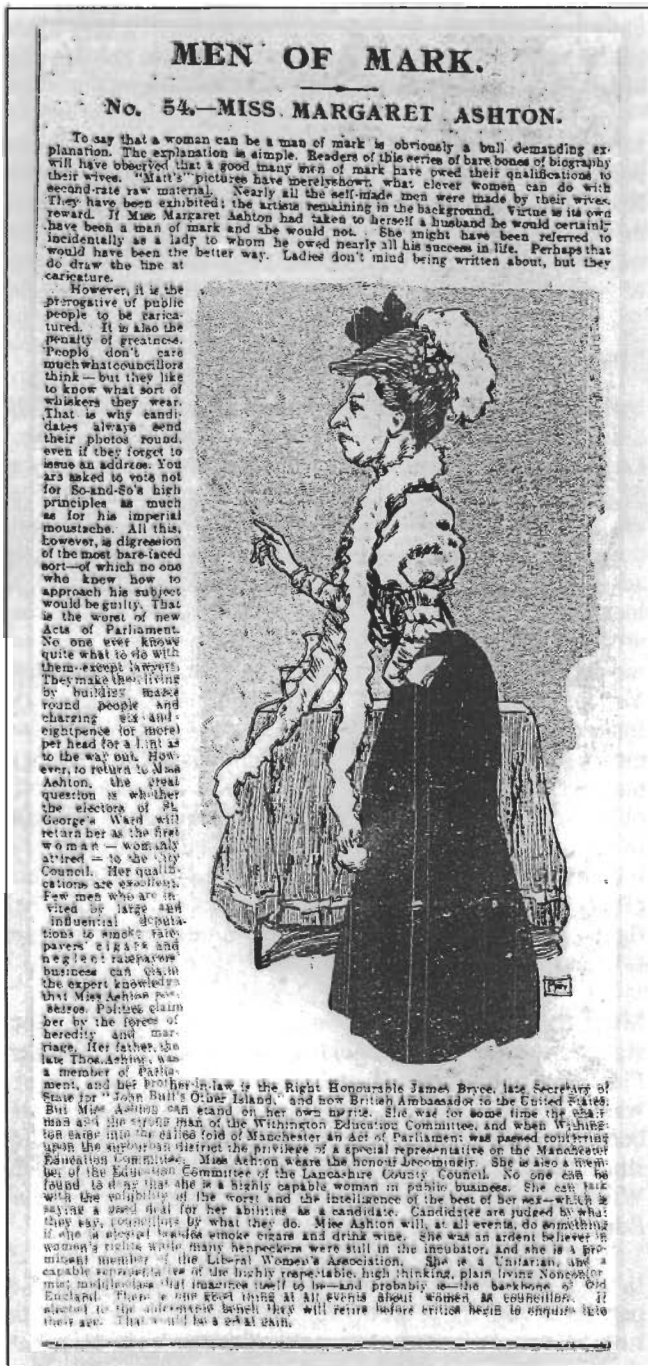 MEN OF MARK.
No. 54.—MISS MARGARET ASHTON.
To say that a woman can be a man of mark is obviously a bull demanding ex-
planation. The explanation is simple. Readers of this series of bare bones of biography
will have observed that a good many men of mark have owed their qualifications to
their wives. "Matt's" pictures have merely shown what clever women can do with
second-rate raw material. Nearly all the self-made men were made by their wives.
They have been exhibited; the artists remaining in the background. Virtue is its own
reward. If Miss Margaret Ashton had taken to herself a husband he would certainly
have been a man of mark and she would not. She might have been referred to
incidentally as a lady to whom he owed nearly all his success in life. Perhaps that
would have been the better way. Ladies don't mind being written about, but they
do draw the line at
caricature.
However, it is the
prerogative of public
people to be carica-
tured. It is also the
penalty of greatness.
People don't care
much what councillors
think—but they like
to know what sort of
whiskers they wear.
That is why candi-
dates always send
their photos round,
even if they forget to
issue an address. You
are asked to vote not
for So-and-So's high
principles as much
as for his imperial
moustache. All this,
however, is digression
of the most bare-faced
sort—of which no one
who knew how to
approach his subject
would be guilty. That
is the worst of new
Acts of Parliament.
No one ever knows
quite what to do with
them—except lawyers.
They make their living
by building mazes
round people and
charging six-and-
eightpence (or more)
per head for a hint as
to the way out. How-
ever, to return to Miss
Ashton, the great
question is whether
the electors of St.
George's Ward will
return her as the first
woman — womanly
attired — to the City
Council. Her qualifi-
cations are excellent.
Few men who are in-
vited by large and
influential deputa-
tions to smoke rate-
payers' cigars and
neglect ratepayers'
business can claim
the expert knowledge
that Miss Ashton pos-
sesses. Politics claim
her by the forces of
heredity and mar-
riage. Her father, the
late Thos. Ashton, was
a member of Parlia-
ment, and her brother-in-law is the Right Honourable James Bryce, late Secretary of
State for "John Bull's Other Island," and now British Ambassador to the United States.
But Miss Ashton can stand on her own merits. She was for some time the chair-
man and the strong man of the Withington Education Committee, and when Withing-
ton came into the called fold of Manchester an Act of Parliament was passed conferring
upon the suburban district the privilege of a special representative on the Manchester
Education Committee. Miss Ashton wears the honour becomingly. She is also a mem-
ber of the Education Committee of the Lancashire County Council. No one can be
found to deny that she is a highly capable woman in public business. She can talk
with the volubility of the worst and the intelligence of the best of her sex—which is
saying a good deal for her abilities as a candidate. Candidates are judged by what
they say, councillors by what they do. Miss Ashton will, at all events, do something
if she is elected besides smoke cigars and drink wine. She was an ardent believer in
women's rights while many henpeckers were still in the incubator, and she is a pro-
minent member of the Liberal Women's Association. She is a Unitarian, and a
capable representative of the highly respectable, high thinking, plain living Nonconfor-
mist that imagines itself to be—and probably is—the backbone of Old
England. There is one good thing at all events about women as councillors. If
elected to the aldermanic bench they will retire before critics begin to enquire into
their age. That would be a great gain.